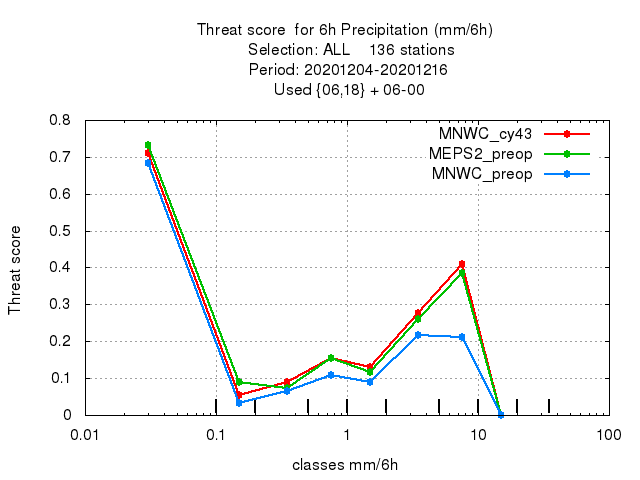 Threat score  for 6h Precipitation (mm/6h)
Selection: ALL    136 stations
Period: 20201204-20201216
Used {06,18} + 06-00
MNWC_cy43
MEPS2_preop
MNWC_preop
Threat score
0.8
0.7
0.6
0.5
0.4
0.3
0.2
0.1
0
0.01 0.1 1 10 100
classes mm/6h